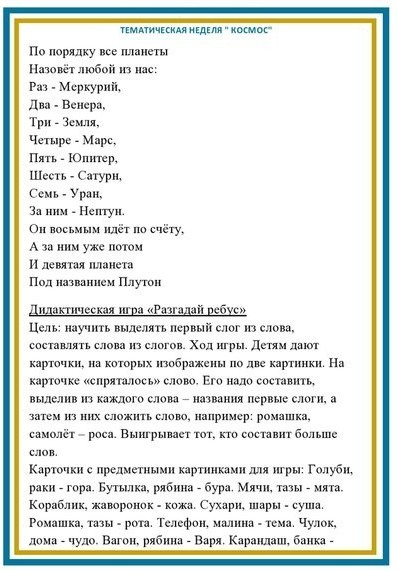 ТЕМАТИЧЕСКАЯ НЕДЕЛЯ " КОСМОС"
По порядку все планеты
Назовёт любой из нас:
Раз - Меркурий,
Два - Венера,
Три - Земля,
Четыре - Марс,
Пять - Юпитер,
Шесть - Сатурн,
Семь - Уран,
За ним - Нептун.
Он восьмым идёт по счёту,
А за ним уже потом
И девятая планета
Под названием Плутон
Дидактическая игра «Разгадай ребус»
Цель: научить выделять первый слог из слова,
составлять слова из слогов. Ход игры. Детям дают
карточки, на которых изображены по две картинки. На
карточке «спряталось» слово. Его надо составить,
выделив из каждого слова – названия первые слоги, а
затем из них сложить слово, например: ромашка,
самолёт – роса. Выигрывает тот, кто составит больше
слов.
Карточки с предметными картинками для игры: Голуби,
раки - гора. Бутылка, рябина - бура. Мячи, тазы - мята.
Кораблик, жаворонок - кожа. Сухари, шары - суша.
Ромашка, тазы - рота. Телефон, малина - тема. Чулок,
дома - чудо. Вагон, рябина - Варя. Карандаш, банка -